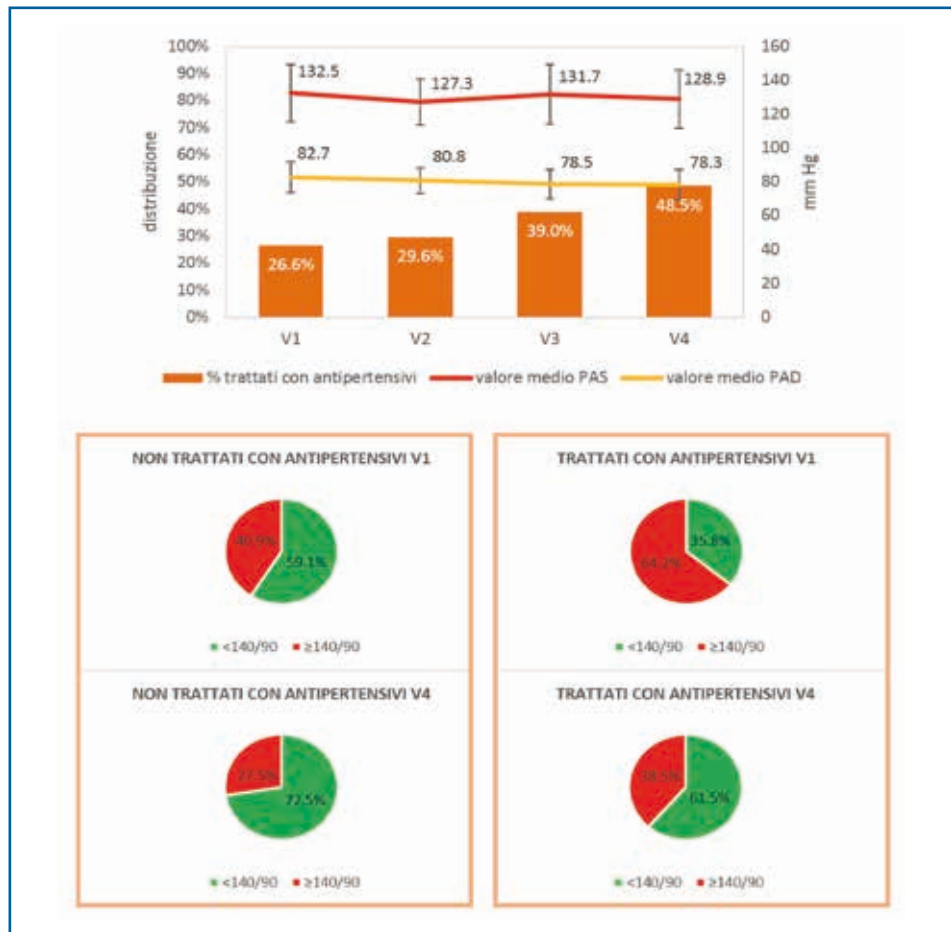 100%
90%
80%
70%
60%
50%
40%
30%
20%
10%
0%
distribuzione
160
140
120
100
80
60
40
20
0
mm Hg
132.5 127.3 131.7 128.9
82.7 80.8 78.5 78.3
26.6% 29.6% 39.0% 48.5%
V1 V2 V3 V4
% trattati con antipertensivi valore medio PAS valore medio PAD
NON TRATTATI CON ANTIPERTENSIVI V1
40.9%
59.1%
<140/90 ≥140/90
TRATTATI CON ANTIPERTENSIVI V1
35.8%
64.2%
<140/90 ≥140/90
NON TRATTATI CON ANTIPERTENSIVI V4
27.5%
72.5%
<140/90 ≥140/90
TRATTATI CON ANTIPERTENSIVI V4
38.5%
61.5%
<140/90 ≥140/90